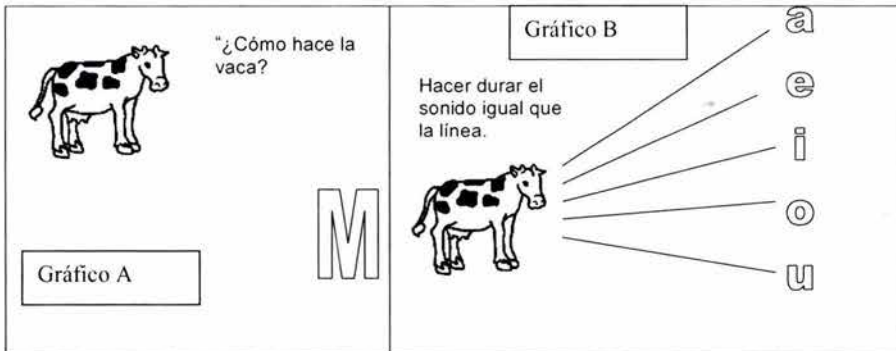 “¿Cómo hace la
vaca?
M
Gráfico A
Gráfico B
Hacer durar el
sonido igual que
la línea.
a
e
i
o
u